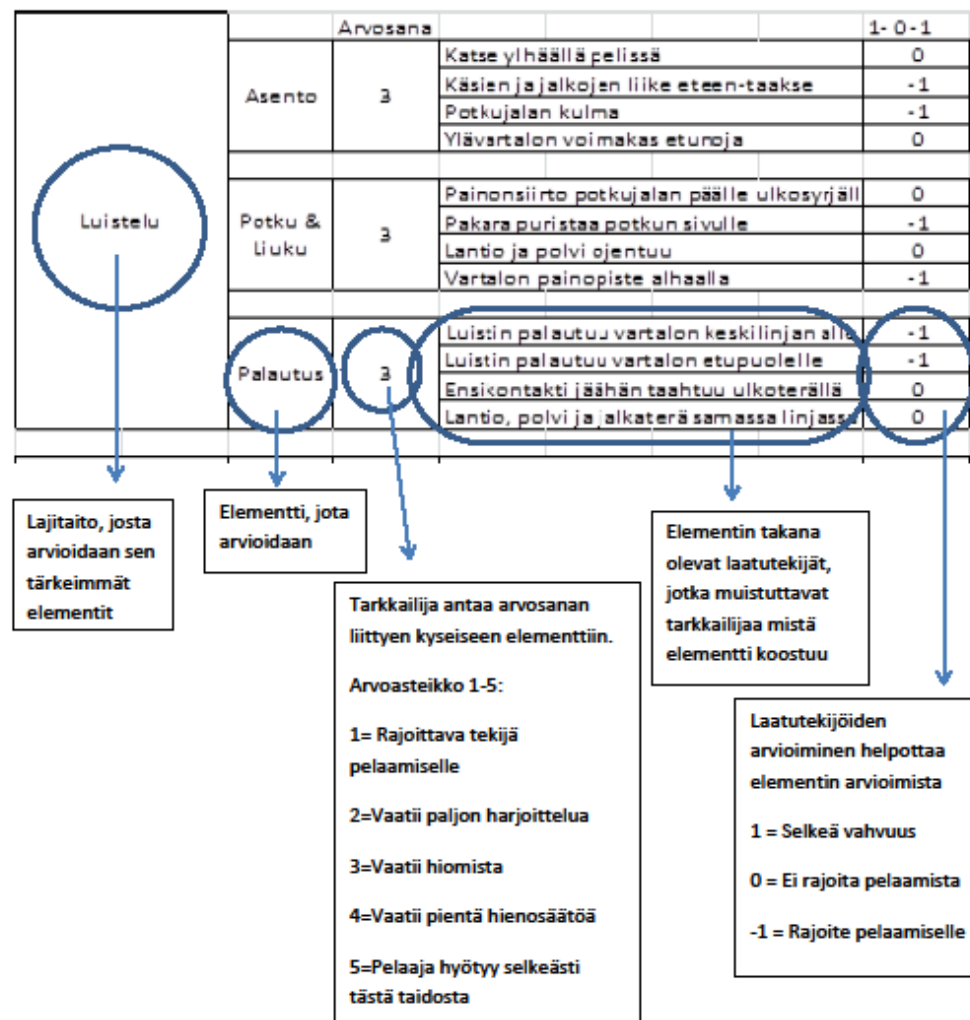 Arvosana 1- 0 -1
Luistelu
Asento 3
Katse ylhäällä pelissä 0
Käsien ja jalkojen liike eteen-taakse -1
Potkujalan kulma -1
Ylävartalon voimakas etunoja 0
Potku &
Liuku
3
Painonsiirto potkujalan päälle ulkosyrjäll 0
Pakara puristaa potkun sivulle -1
Lantio ja polvi ojentuu 0
Vartalon painopiste alhaalla -1
Palautus 3
Luistin palautuu vartalon keskilinjan alle -1
Luistin palautuu vartalon etupuolelle -1
Ensikontakti jäähän taahtuu ulkoterällä 0
Lantio, polvi ja jalkaterä samassa linjassa 0
Lajitaito, josta
arvioidaan sen
tärkeimmät
elementit
Elementti, jota
arvioidaan
Tarkkailija antaa arvosanan
liittyen kyseiseen elementtiin.
Arvoasteikko 1-5:
1= Rajoittava tekijä
pelaamiselle
2=Vaatii paljon harjoittelua
3=Vaatii hiomista
4=Vaatii pientä hienosäätöä
5=Pelaaja hyötyy selkeästi
tästä taidosta
Elementin takana
olevat laatutekijät,
jotka muistuttavat
tarkkailijaa mistä
elementti koostuu
Laatutekijöiden
arvioiminen helpottaa
elementin arvioimista
1 = Selkeä vahvuus
0 = Ei rajoita pelaamista
-1 = Rajoite pelaamiselle